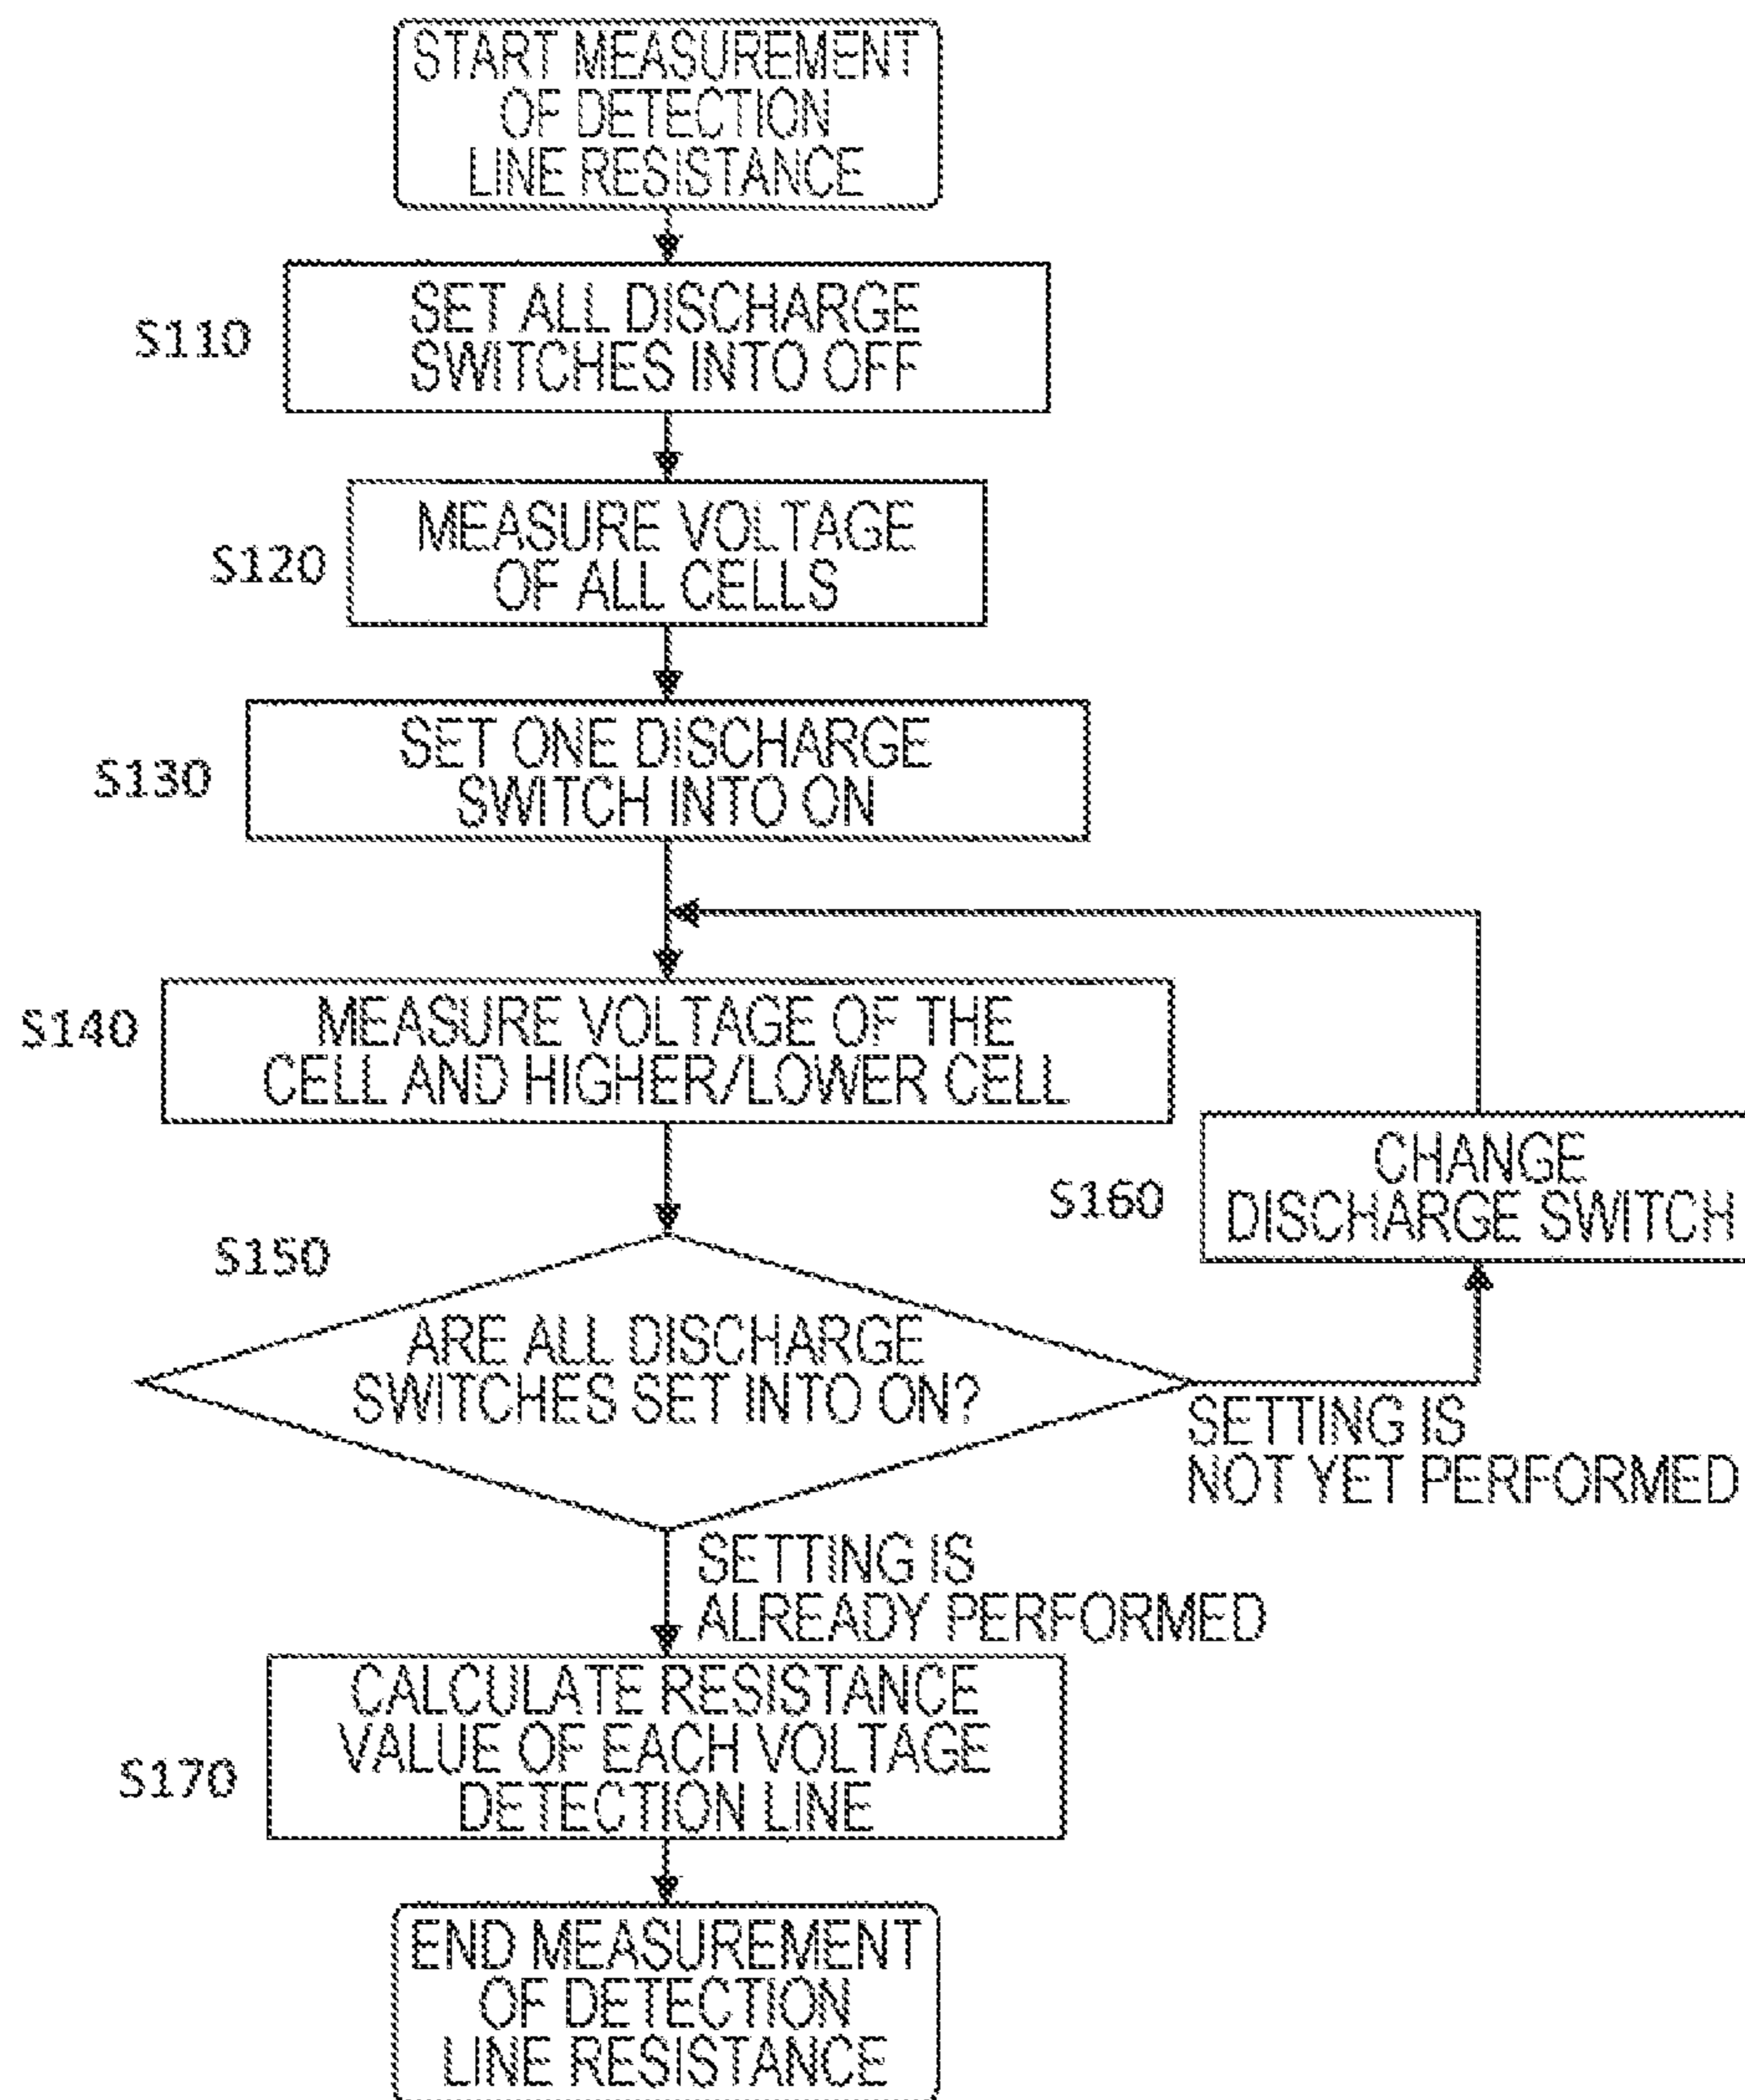 START MEASUREMENT
OF DETECTION
LINE RESISTANCE
S110
SET ALL DISCHARGE
SWITCHES INTO OFF
S120
MEASURE VOLTAGE
OF ALL CELLS
S130
SET ONE DISCHARGE
SWITCH INTO ON
S140
MEASURE VOLTAGE OF THE
CELL AND HIGHER/LOWER CELL
S160
CHANGE
DISCHARGE SWITCH
S150
ARE ALL DISCHARGE
SWITCHES SET INTO ON?
SETTING IS
NOT YET PERFORMED
SETTING IS
ALREADY PERFORMED
S170
CALCULATE RESISTANCE
VALUE OF EACH VOLTAGE
DETECTION LINE
END MEASUREMENT
OF DETECTION
LINE RESISTANCE